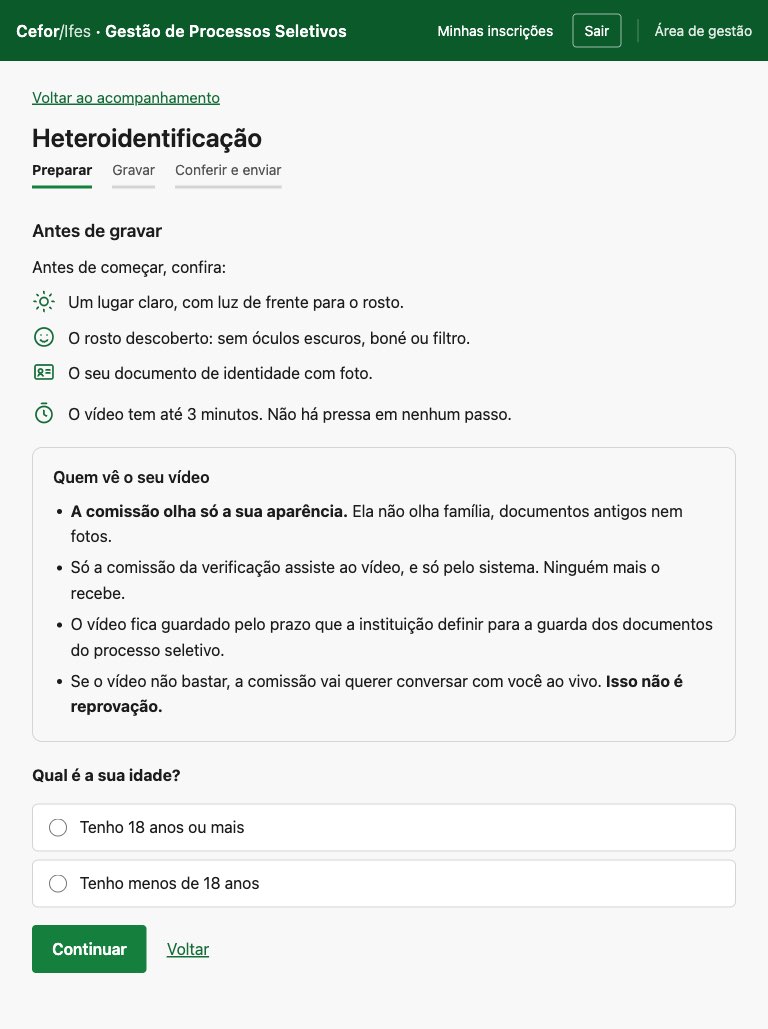 Cefor/Ifes · Gestão de Processos Seletivos
Minhas inscrições
Sair
Área de gestão
Voltar ao acompanhamento
Heteroidentificação
Preparar
Gravar
Conferir e enviar
Antes de gravar
Antes de começar, confira:
Um lugar claro, com luz de frente para o rosto.
O rosto descoberto: sem óculos escuros, boné ou filtro.
O seu documento de identidade com foto.
O vídeo tem até 3 minutos. Não há pressa em nenhum passo.
Quem vê o seu vídeo
• A comissão olha só a sua aparência. Ela não olha família, documentos antigos nem
fotos.
• Só a comissão da verificação assiste ao vídeo, e só pelo sistema. Ninguém mais o
recebe.
• O vídeo fica guardado pelo prazo que a instituição definir para a guarda dos documentos
do processo seletivo.
• Se o vídeo não bastar, a comissão vai querer conversar com você ao vivo. Isso não é
reprovação.
Qual é a sua idade?
Tenho 18 anos ou mais
Tenho menos de 18 anos
Continuar
Voltar